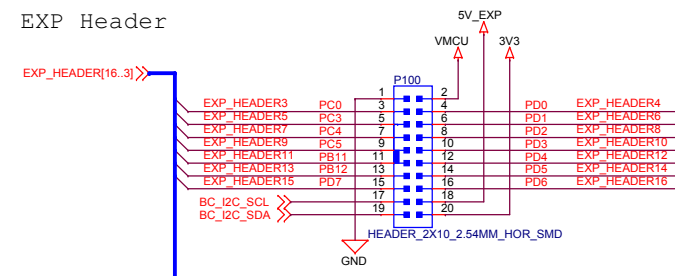 EXP Header
5V_EXP
VMCU 3V3
EXP_HEADER[16..3]
P100
1 2
EXP_HEADER3 PC0 3 4 PD0 EXP_HEADER4
EXP_HEADER5 PC3 5 6 PD1 EXP_HEADER6
EXP_HEADER7 PC4 7 8 PD2 EXP_HEADER8
EXP_HEADER9 PC5 9 10 PD3 EXP_HEADER10
EXP_HEADER11 PB11 11 12 PD4 EXP_HEADER12
EXP_HEADER13 PB12 13 14 PD5 EXP_HEADER14
EXP_HEADER15 PD7 15 16 PD6 EXP_HEADER16
BC_I2C_SCL 17 18
BC_I2C_SDA 19 20
HEADER_2X10_2.54MM_HOR_SMD
GND